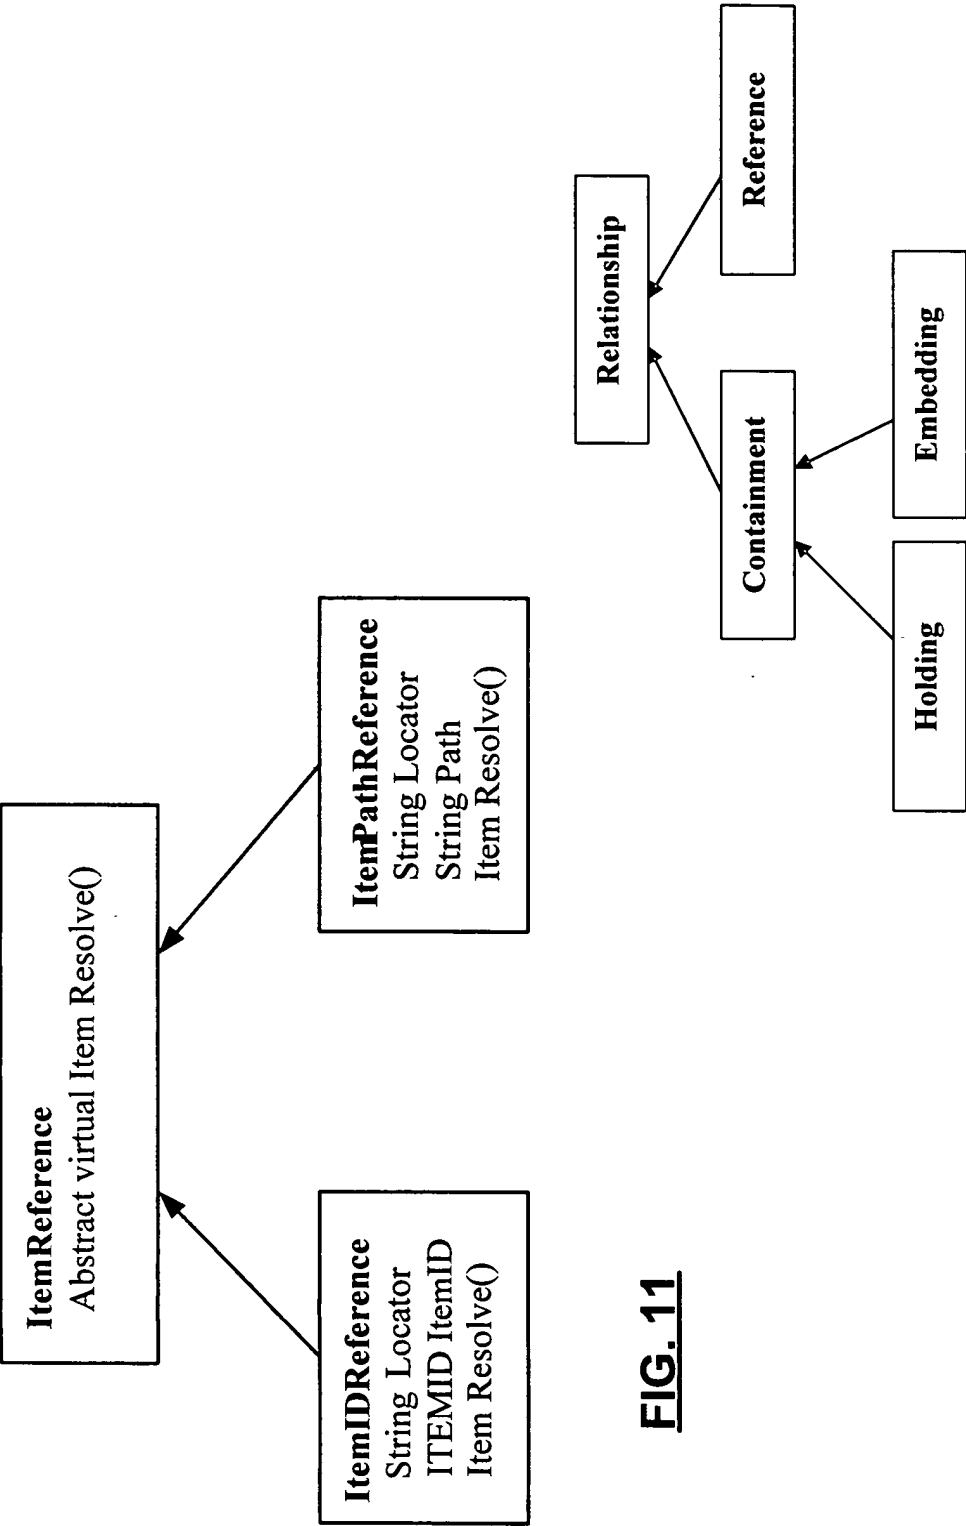 ItemReference
Abstract virtual Item Resolve()
ItemIDReference
String Locator
ITEMID ItemID
Item Resolve()
ItemPathReference
String Locator
String Path
Item Resolve()
Relationship
Containment
Reference
Holding
Embedding
FIG. 11